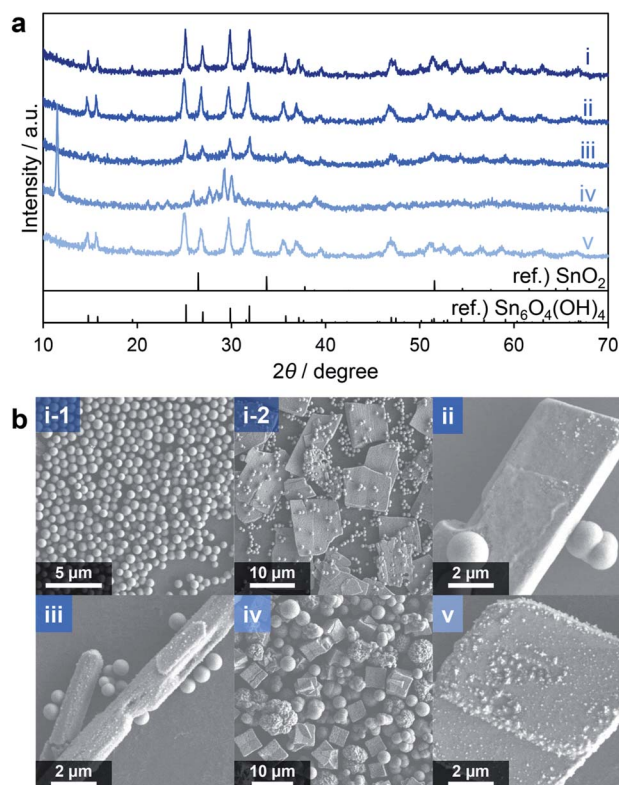 a
Intensity / a.u.
i
ii
iii
iv
v
ref.) SnO₂
ref.) Sn₆O₄(OH)₄
10 20 30 40 50 60 70
2θ / degree
b
i-1
5 µm
i-2
10 µm
ii
2 µm
iii
2 µm
iv
10 µm
v
2 µm